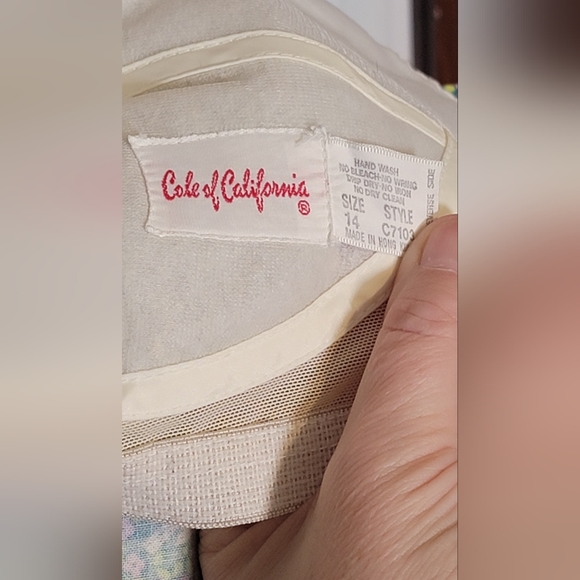 Cole of California
®
HAND WASH
NO BLEACH-NO WRING
DRIP DRY-NO IRON
NO DRY CLEAN
SIZE STYLE
14 C7103
MADE IN HONG
SIDE